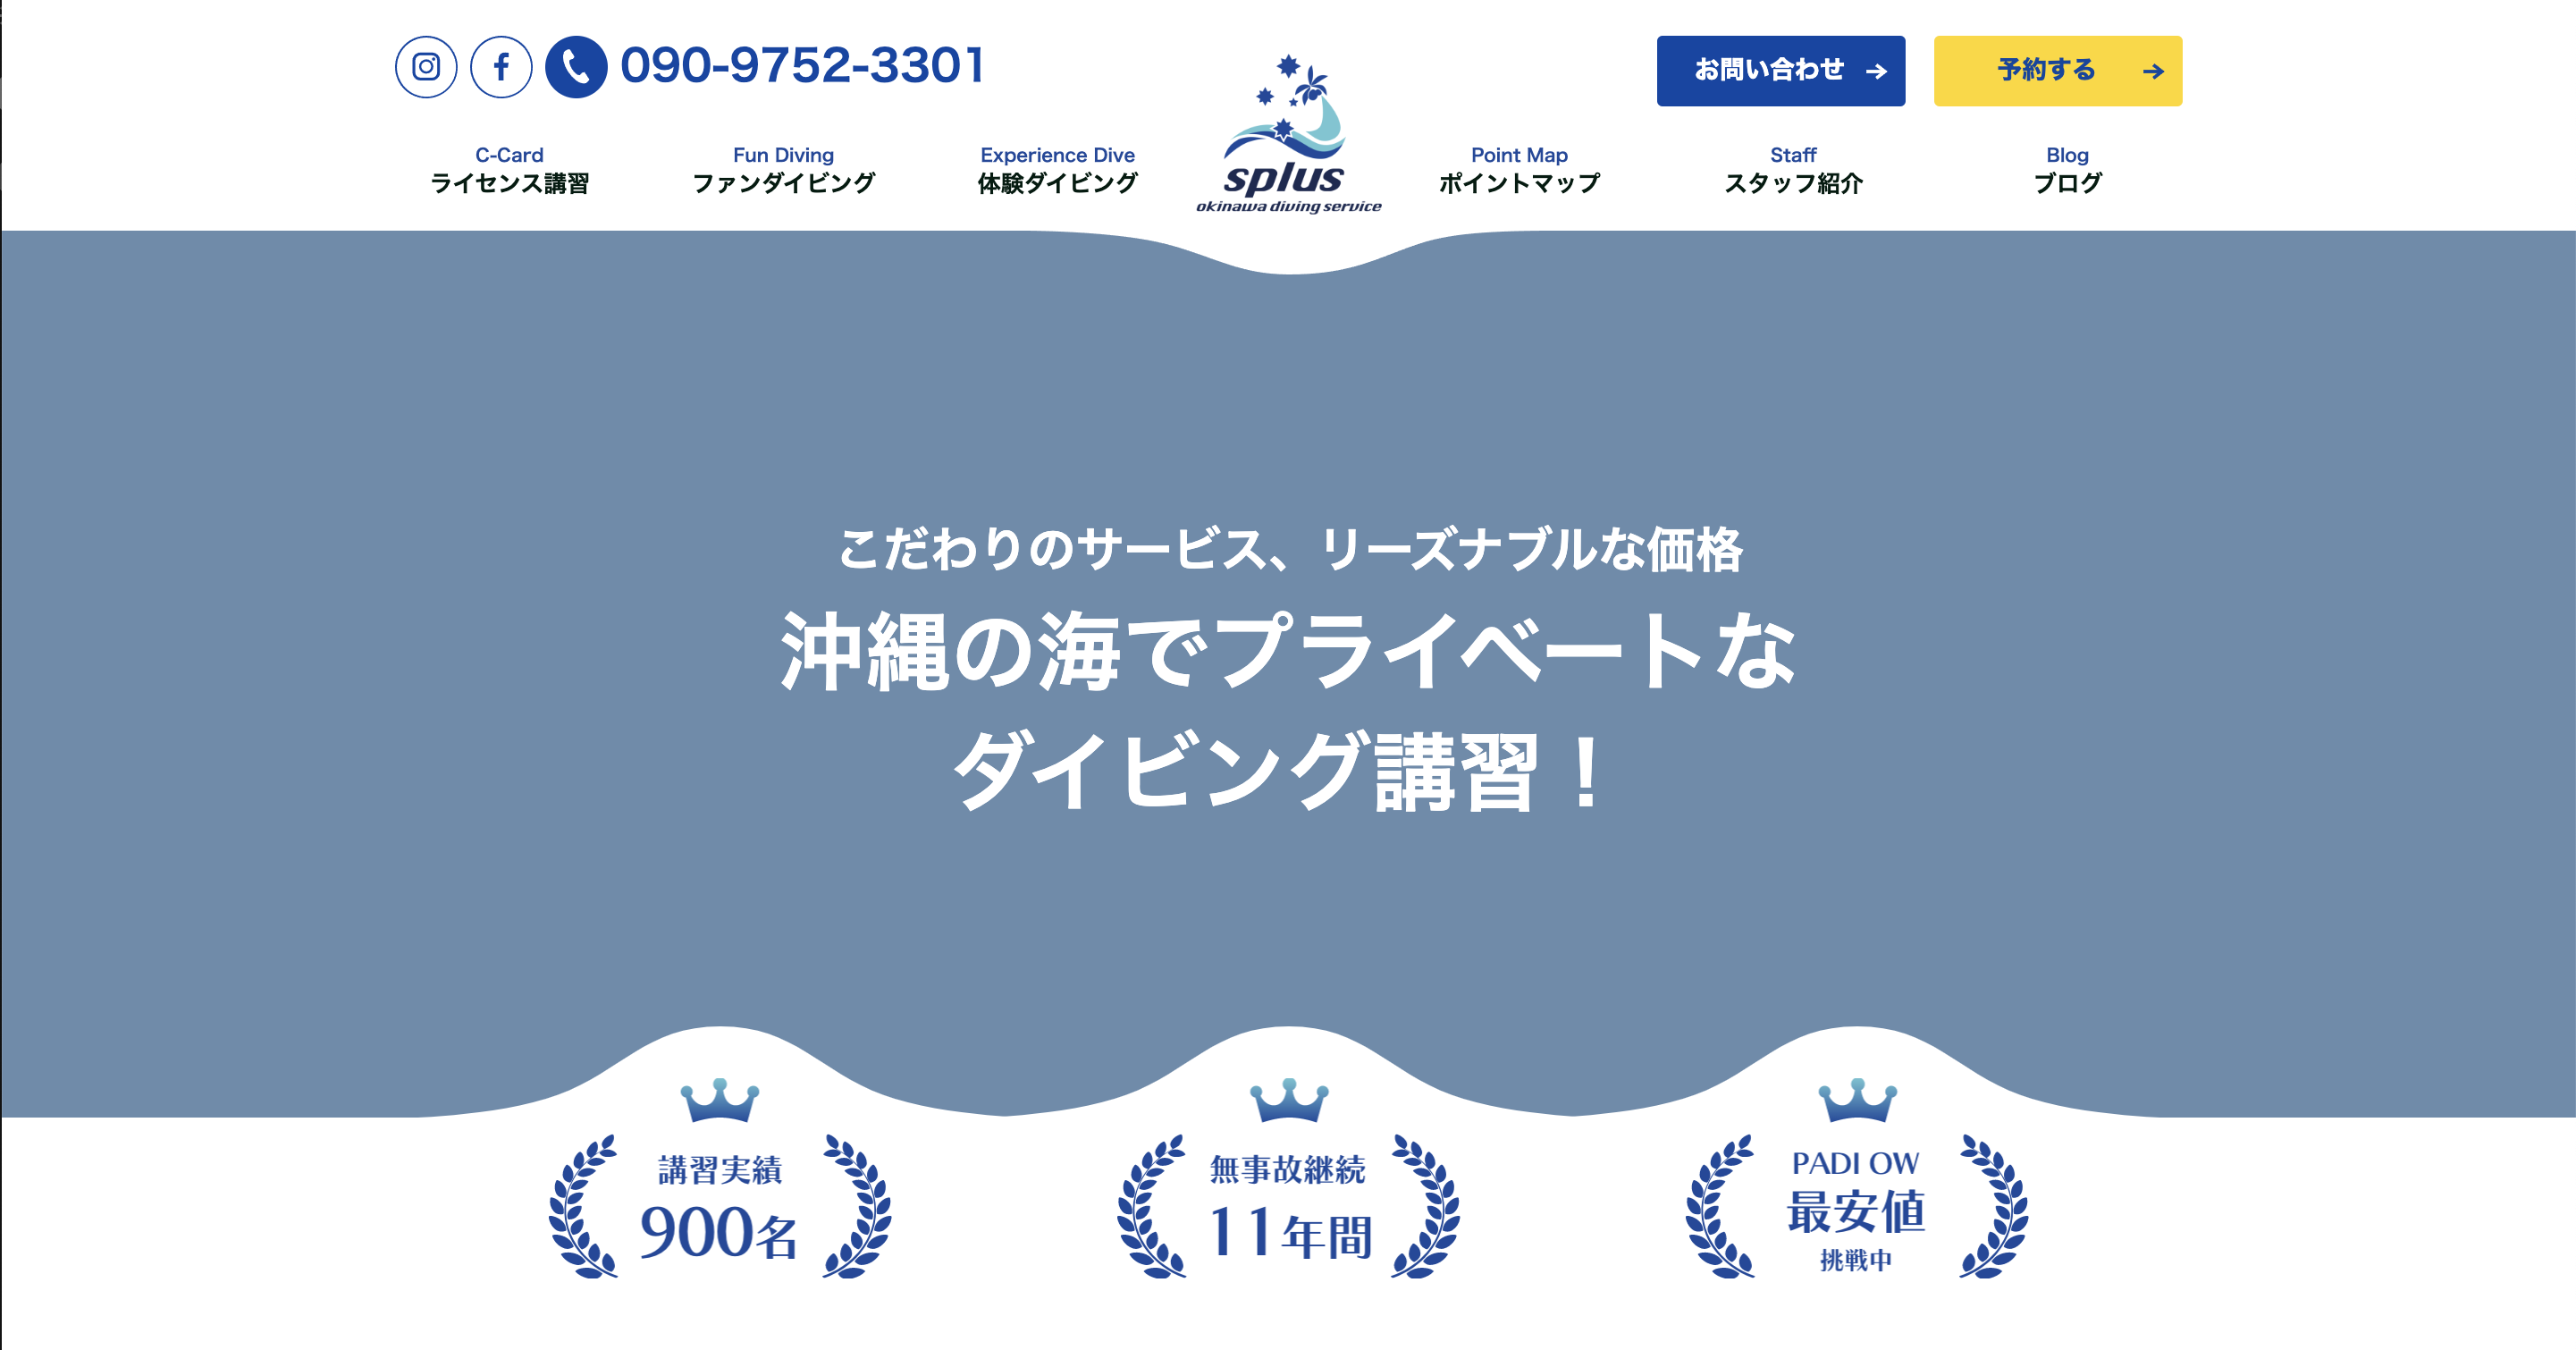 090-9752-3301
お問い合わせ
予約する
C-Card
ライセンス講習
Fun Diving
ファンダイビング
Experience Dive
体験ダイビング
splus
okinawa diving service
Point Map
ポイントマップ
Staff
スタッフ紹介
Blog
ブログ
こだわりのサービス、リーズナブルな価格
沖縄の海でプライベートな
ダイビング講習！
講習実績
900名
無事故継続
11年間
PADI OW
最安値
挑戦中